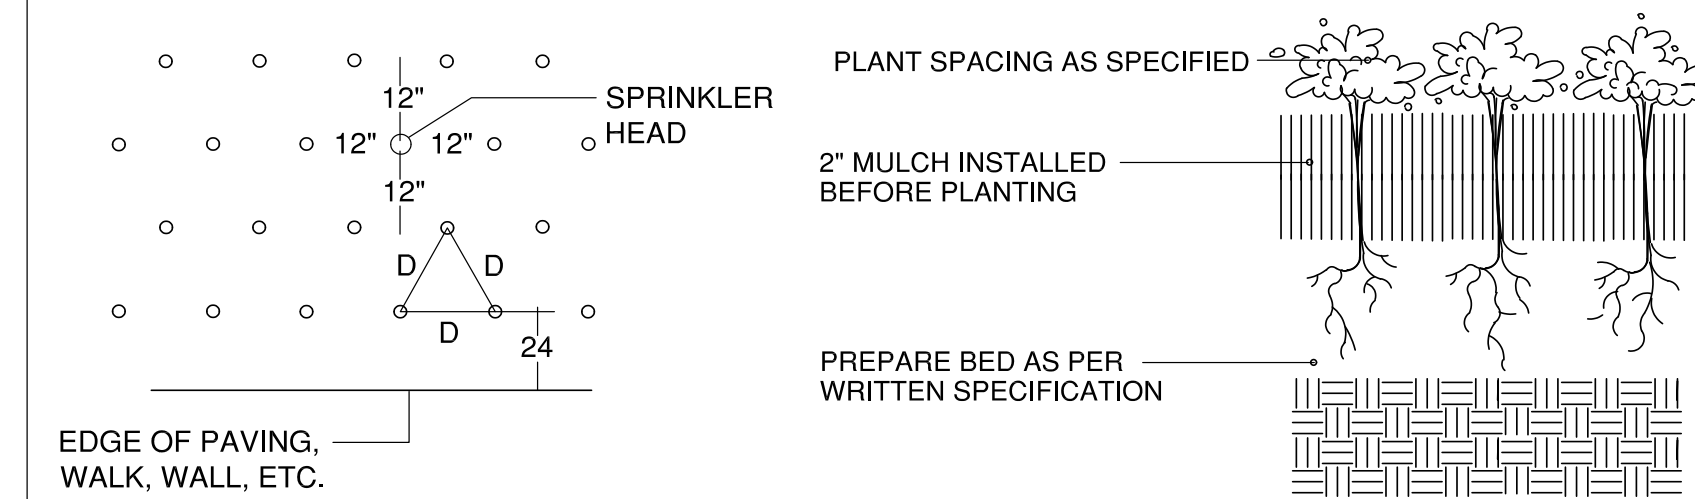 12"
SPRINKLER
HEAD
12" 12"
12"
D D
D
24
EDGE OF PAVING,
WALK, WALL, ETC.
PLANT SPACING AS SPECIFIED
2" MULCH INSTALLED
BEFORE PLANTING
PREPARE BED AS PER
WRITTEN SPECIFICATION